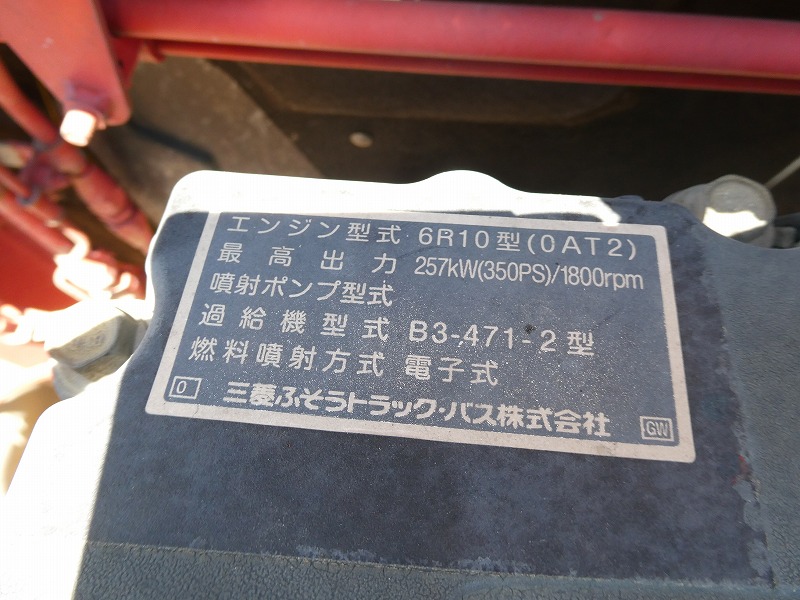 エンジン型式 6R10型(0AT2)
最高出力 257kW(350PS)/1800rpm
噴射ポンプ型式
過給機型式 B3-471-2型
燃料噴射方式 電子式
0 三菱ふそうトラック・バス株式会社 GW